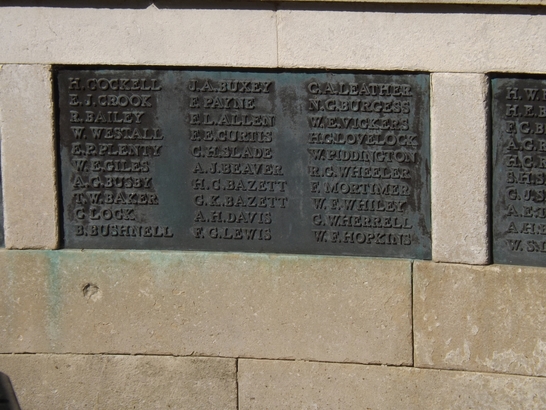 H. COCKELL
E. J. CROOK
R. BAILEY
W. WESTALL
E. P. PLENTY
W. E. GILES
A. G. BUSBY
T. W. BAKER
G. LOCK
B. BUSHNELL
J. A. BUXEY
F. PAYNE
F. L. ALLEN
F. E. CURTIS
C. H. SLADE
A. J. BEAVER
H. G. BAZETT
G. K. BAZETT
A. H. DAVIS
F. G. LEWIS
G. A. LEATHER
N. G. BURGESS
W. E. VICKERS
H. G. LOVELOCK
W. PIDDINGTON
R. G. WHEELER
F. MORTIMER
W. F. WHILEY
G. WHERRELL
W. F. HOPKINS